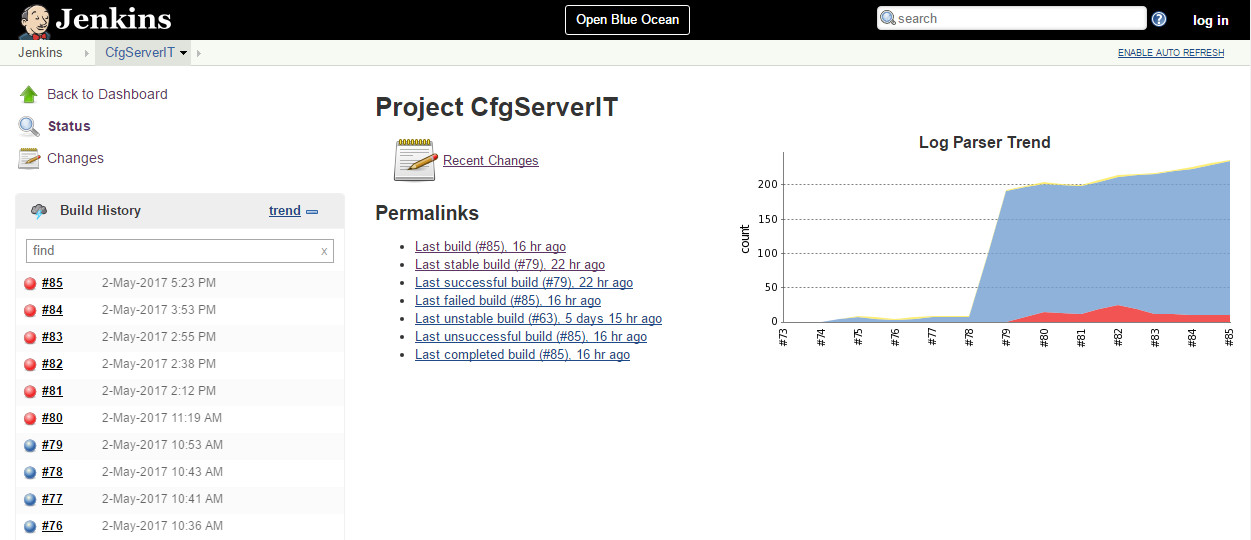 Jenkins
Open Blue Ocean
search
?
log in
Jenkins
CfgServerIT
ENABLE AUTO REFRESH
Back to Dashboard
Status
Changes
Build History
trend
find
x
#85 2-May-2017 5:23 PM
#84 2-May-2017 3:53 PM
#83 2-May-2017 2:55 PM
#82 2-May-2017 2:38 PM
#81 2-May-2017 2:12 PM
#80 2-May-2017 11:19 AM
#79 2-May-2017 10:53 AM
#78 2-May-2017 10:43 AM
#77 2-May-2017 10:41 AM
#76 2-May-2017 10:36 AM
Project CfgServerIT
Recent Changes
Permalinks
Last build (#85), 16 hr ago
Last stable build (#79), 22 hr ago
Last successful build (#79), 22 hr ago
Last failed build (#85), 16 hr ago
Last unstable build (#63), 5 days 15 hr ago
Last unsuccessful build (#85), 16 hr ago
Last completed build (#85), 16 hr ago
Log Parser Trend
count
200
150
100
50
0
#73
#74
#75
#76
#77
#78
#79
#80
#81
#82
#83
#84
#85